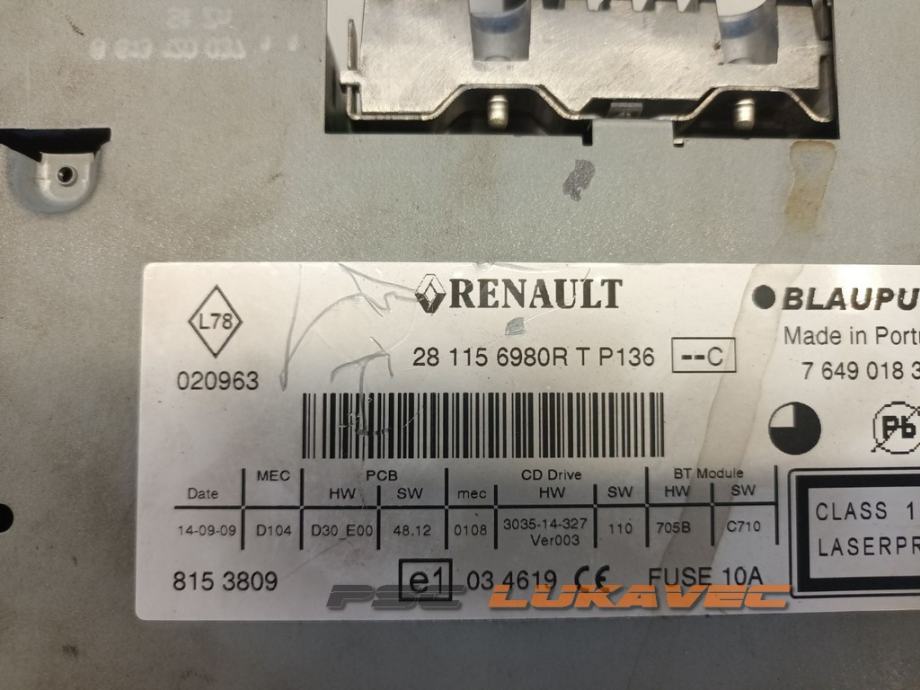 RENAULT
BLAUPU
L78
Made in Portu
28 115 6980R T P136 --C
020963
7 649 018 3
Pb
MEC PCB CD Drive BT Module
Date HW SW mec HW SW HW SW
14-09-09 D104 D30_E00 48.12 0108 3035-14-327 110 705B C710
Ver003
CLASS 1
LASERPR
815 3809 e1 03 4619 CE FUSE 10A
PSC LUKAVEC